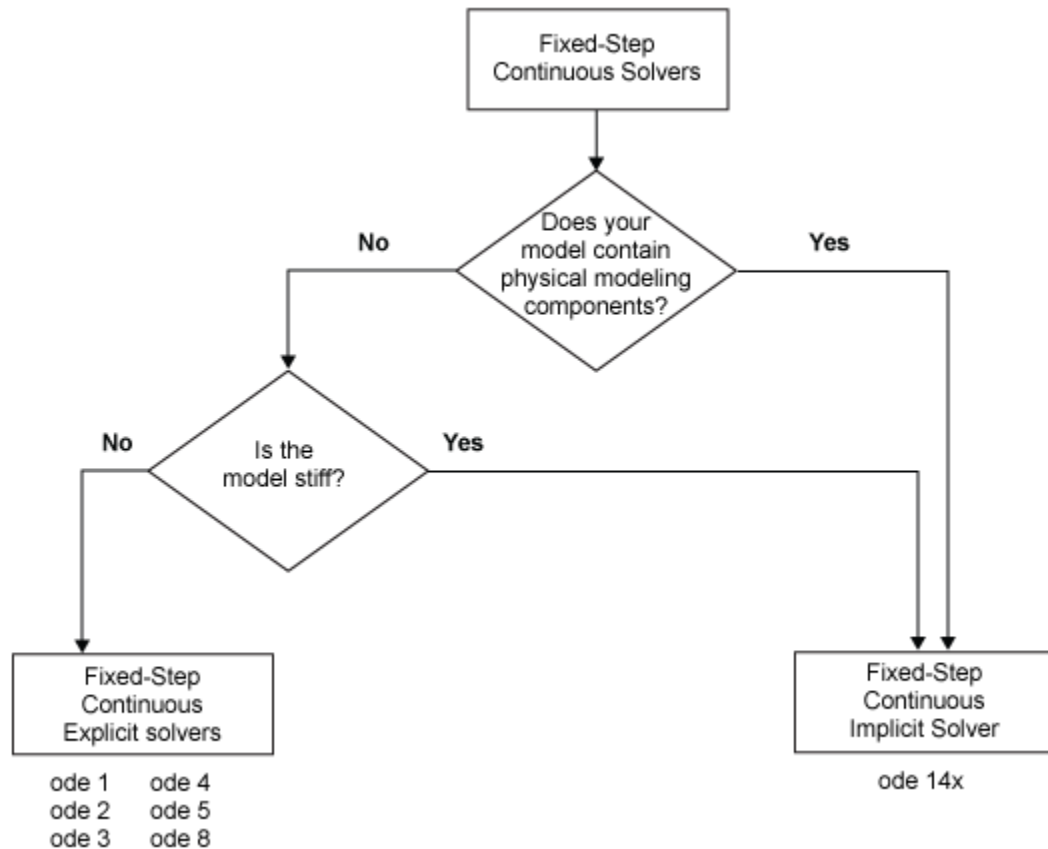 Fixed-Step
Continuous Solvers
Does your
model contain
physical modeling
components?
No
Yes
Is the
model stiff?
No
Yes
Fixed-Step
Continuous
Explicit solvers
ode 1 ode 4
ode 2 ode 5
ode 3 ode 8
Fixed-Step
Continuous
Implicit Solver
ode 14x